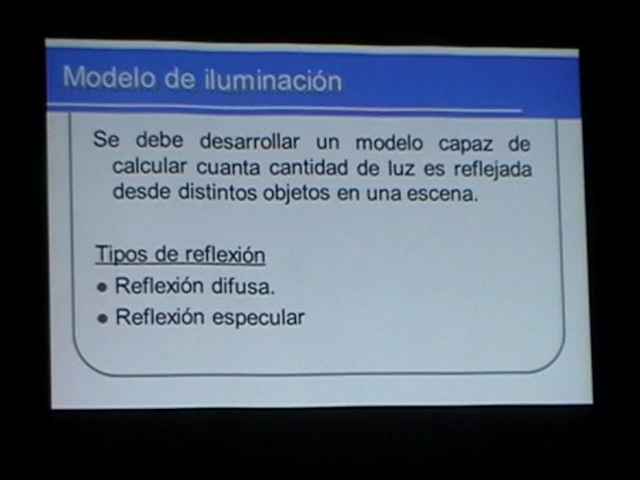 Modelo de iluminación
Se debe desarrollar un modelo capaz de
calcular cuanta cantidad de luz es reflejada
desde distintos objetos en una escena.
Tipos de reflexión
● Reflexión difusa.
● Reflexión especular